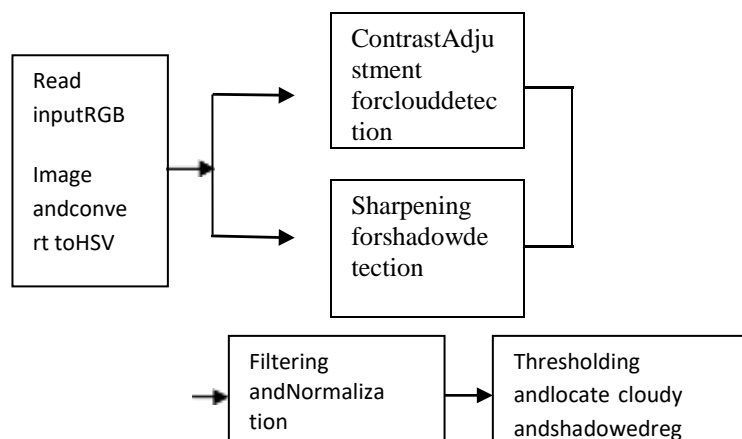 Read
inputRGB
Image
andconve
rt toHSV
ContrastAdju
stment
forclouddetec
tion
Sharpening
forshadowde
tection
Filtering
andNormaliza
tion
Thresholding
andlocate cloudy
andshadowedreg